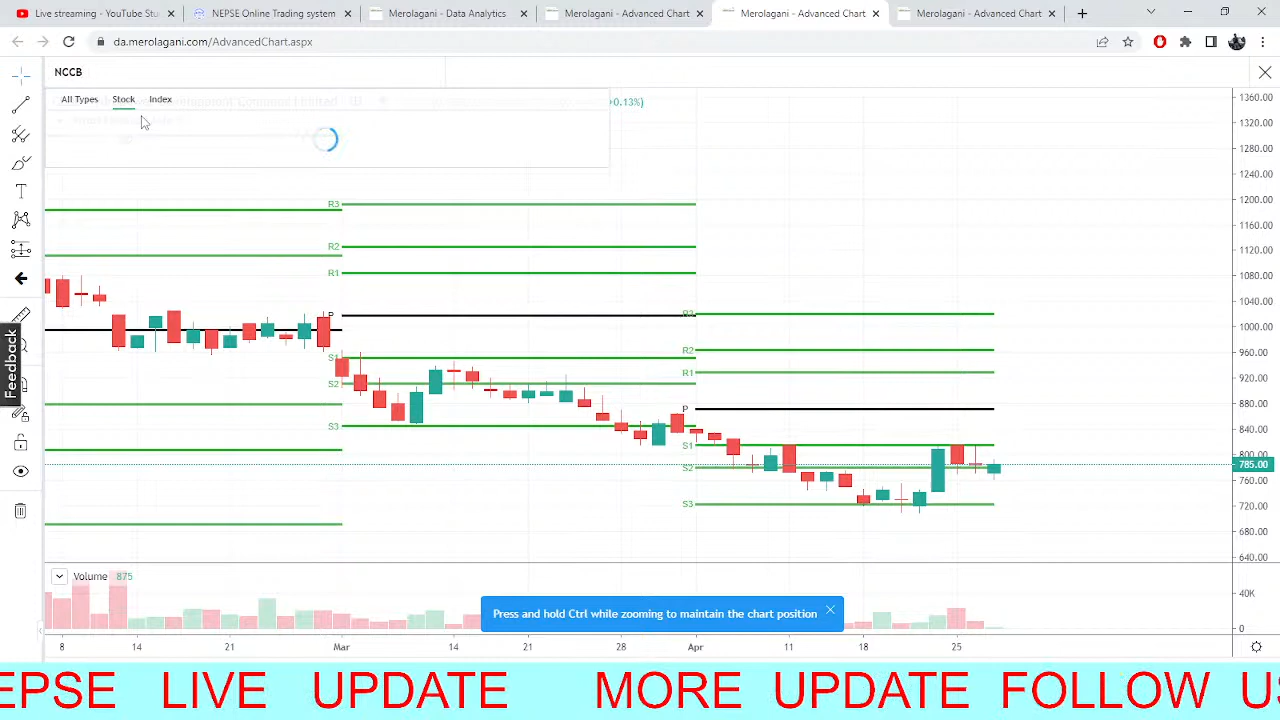 Live streaming - YouTube Stu
NEPSE Online Trading system
Merolagani - Data Analytics
Merolagani - Advanced Chart
Merolagani - Advanced Chart
Merolagani - Advanced Chart
da.merolagani.com/AdvancedChart.aspx
NCCB
All Types Stock Index
+0.13%)
1360.00
1320.00
1280.00
1240.00
1200.00
1160.00
1120.00
1080.00
1040.00
1000.00
960.00
920.00
880.00
840.00
800.00
785.00
760.00
720.00
680.00
640.00
R3
R2
R1
P
S1
S2
S3
R3
R2
R1
P
S1
S2
S3
Feedback
Volume 875
40K
0
Press and hold Ctrl while zooming to maintain the chart position
8 14 21 Mar 14 21 28 Apr 11 18 25
EPSE LIVE UPDATE MORE UPDATE FOLLOW US